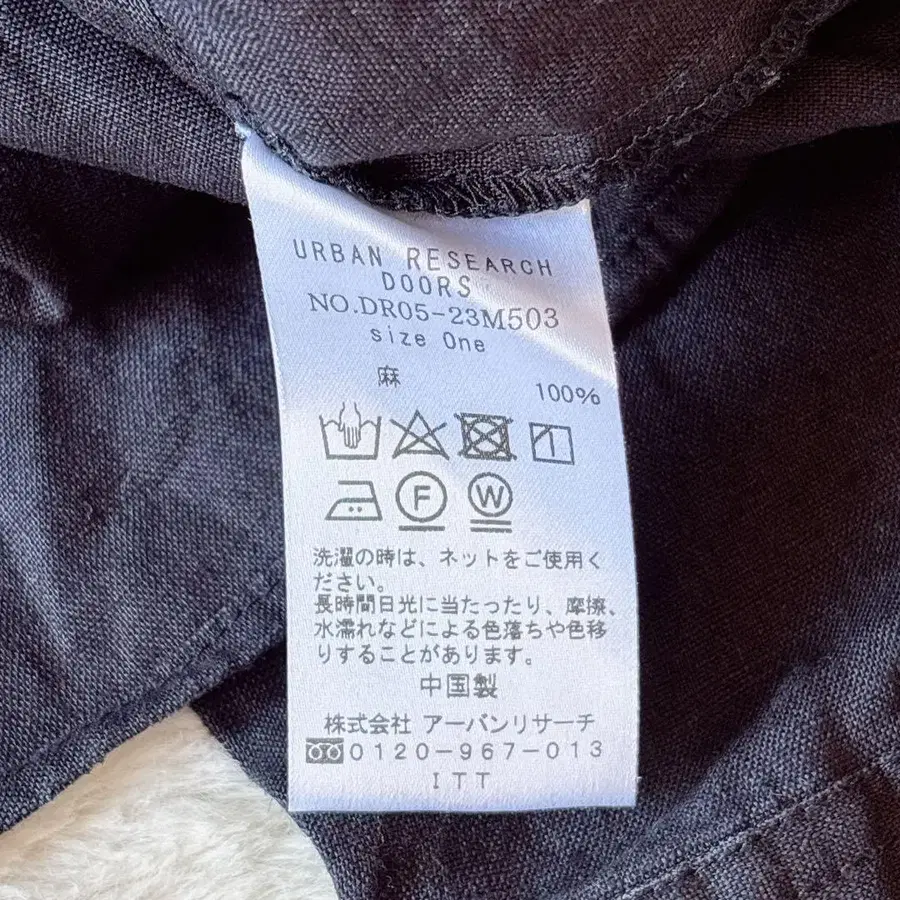 URBAN RESEARCH
DOORS
NO.DR05-23M503
size One
麻 100%
F W
洗濯の時は、ネットをご使用く
ださい。
長時間日光に当たったり、摩擦、
水濡れなどによる色落ちや色移
りすることがあります。
中国製
株式会社 アーバンリサーチ
0120-967-013
ITT